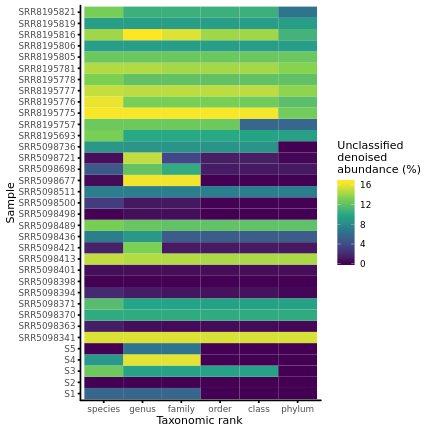 SRR8195821
SRR8195819
SRR8195816
SRR8195806
SRR8195805
SRR8195781
SRR8195778
SRR8195777
SRR8195776
SRR8195775
SRR8195757
SRR8195693
SRR5098736
SRR5098721
SRR5098698
SRR5098677
SRR5098511
SRR5098500
SRR5098498
SRR5098489
SRR5098436
SRR5098421
SRR5098413
SRR5098401
SRR5098398
SRR5098394
SRR5098371
SRR5098370
SRR5098363
SRR5098341
S5
S4
S3
S2
S1
Sample
species genus family order class phylum
Taxonomic rank
Unclassified
denoised
abundance (%)
16
12
8
4
0